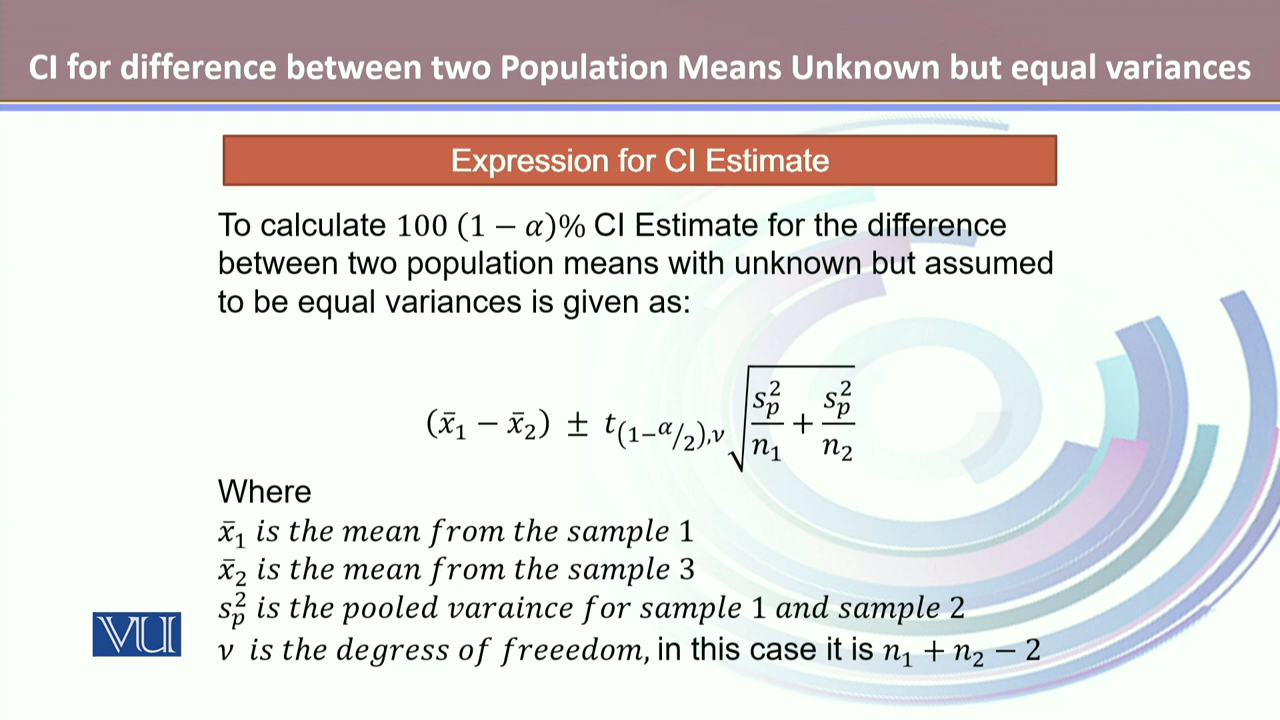 CI for difference between two Population Means Unknown but equal variances
Expression for CI Estimate
To calculate 100 (1 − α)% CI Estimate for the difference
between two population means with unknown but assumed
to be equal variances is given as:
(x̄₁ − x̄₂) ± t₍₁₋α/₂₎,ν √(s²ₚ/n₁ + s²ₚ/n₂)
Where
x̄₁ is the mean from the sample 1
x̄₂ is the mean from the sample 3
s²ₚ is the pooled varaince for sample 1 and sample 2
ν is the degress of freeedom, in this case it is n₁ + n₂ − 2
VU